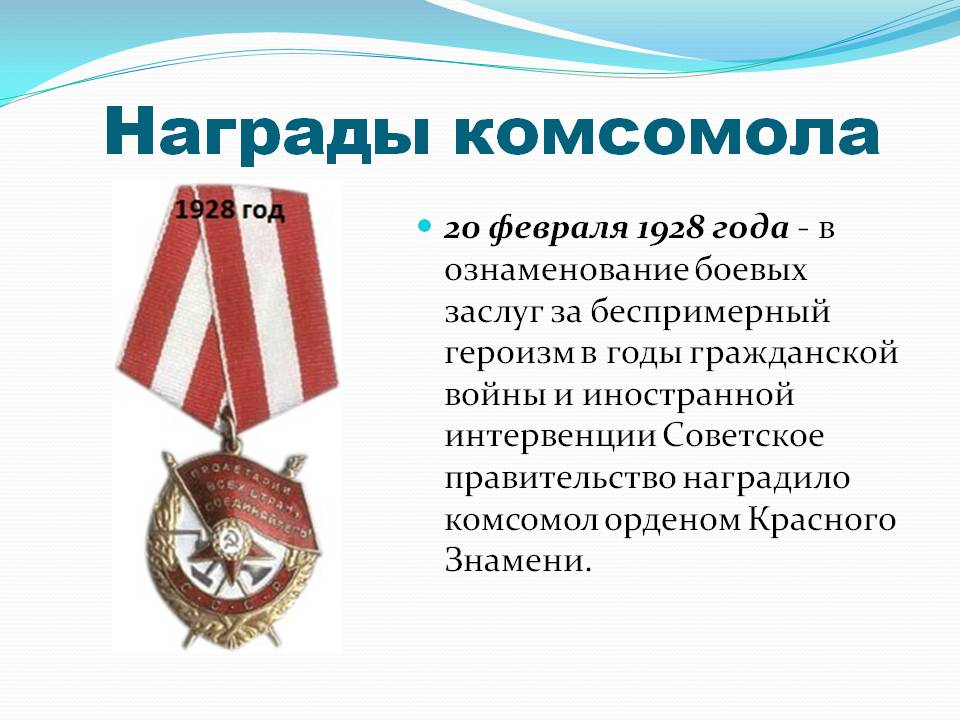 Награды комсомола
1928 год
20 февраля 1928 года - в
ознаменование боевых
заслуг за беспримерный
героизм в годы гражданской
войны и иностранной
интервенции Советское
правительство наградило
комсомол орденом Красного
Знамени.
ПРОЛЕТАРИИ
ВСЕХ СТРАН,
СОЕДИНЯЙТЕСЬ!
С С С Р